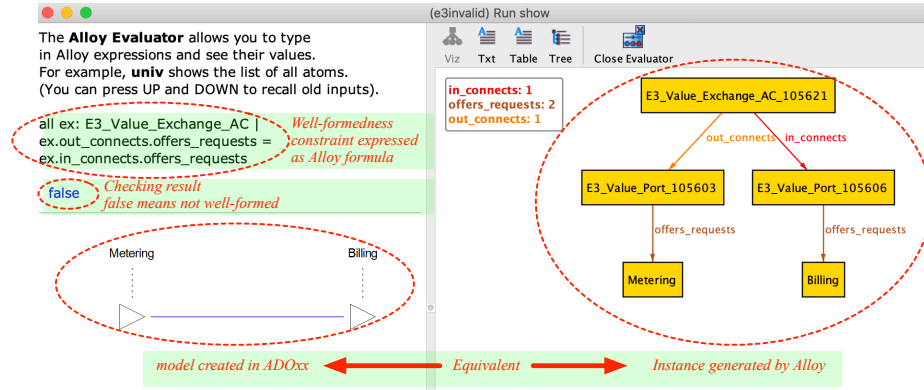 (e3invalid) Run show
The Alloy Evaluator allows you to type
in Alloy expressions and see their values.
For example, univ shows the list of all atoms.
(You can press UP and DOWN to recall old inputs).
all ex: E3_Value_Exchange_AC |
ex.out_connects.offers_requests =
ex.in_connects.offers_requests
Well-formedness
constraint expressed
as Alloy formula
false
Checking result
false means not well-formed
Metering
Billing
Viz
Txt
Table
Tree
Close Evaluator
in_connects: 1
offers_requests: 2
out_connects: 1
E3_Value_Exchange_AC_105621
out_connects
in_connects
E3_Value_Port_105603
E3_Value_Port_105606
offers_requests
offers_requests
Metering
Billing
model created in ADOxx
Equivalent
Instance generated by Alloy